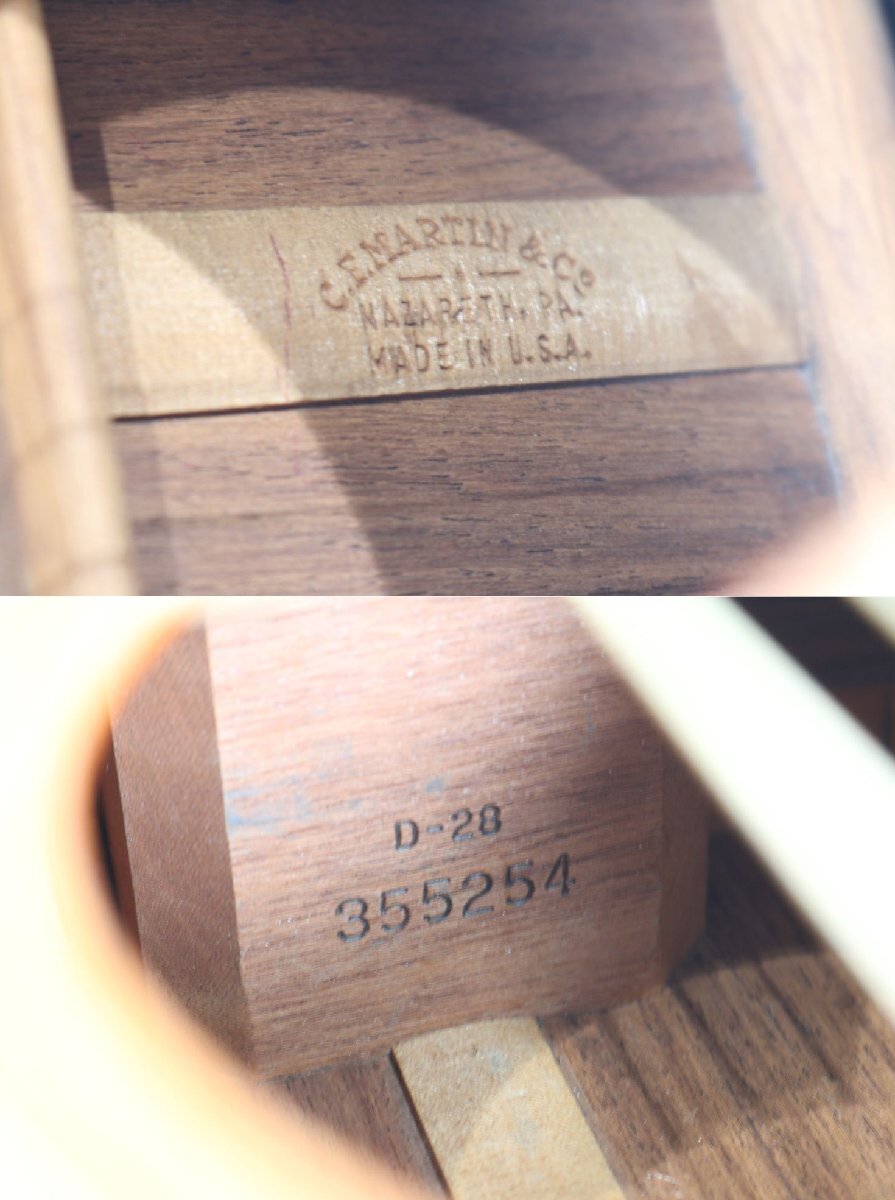 C.F. MARTIN & Co
NAZARETH, PA.
MADE IN U.S.A.
D-28
355254